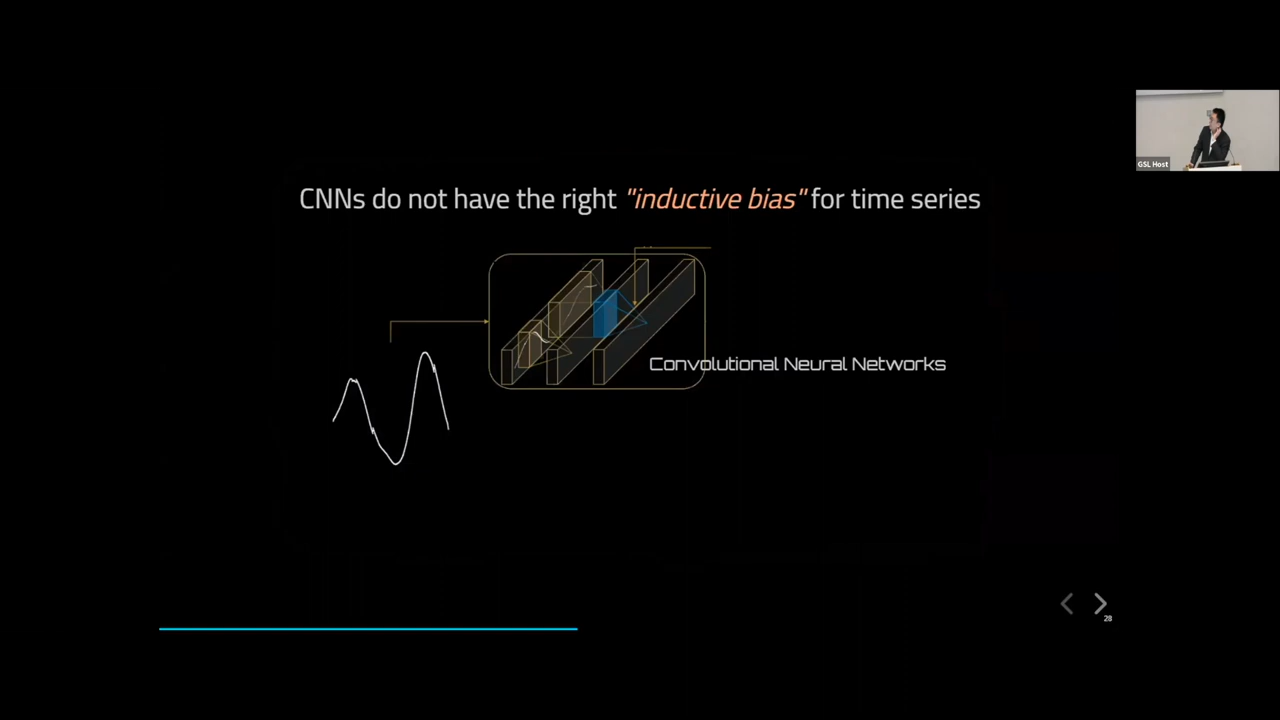 CNNs do not have the right "inductive bias" for time series
GSL Host
Convolutional Neural Networks
28